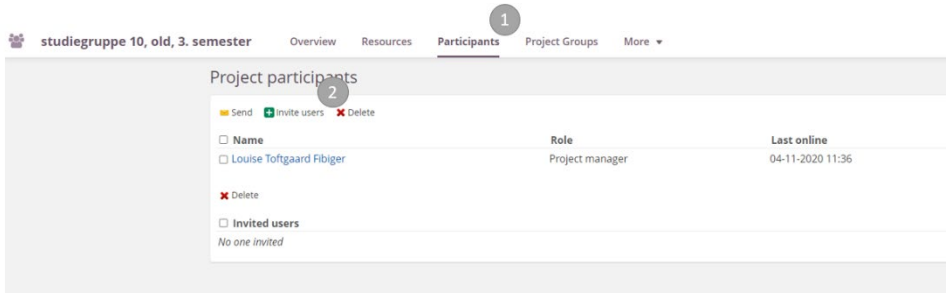 1
studiegruppe 10, old, 3. semester Overview Resources Participants Project Groups More
Project participants
2
Send Invite users Delete
Name Role Last online
Louise Toftgaard Fibiger Project manager 04-11-2020 11:36
Delete
Invited users
No one invited